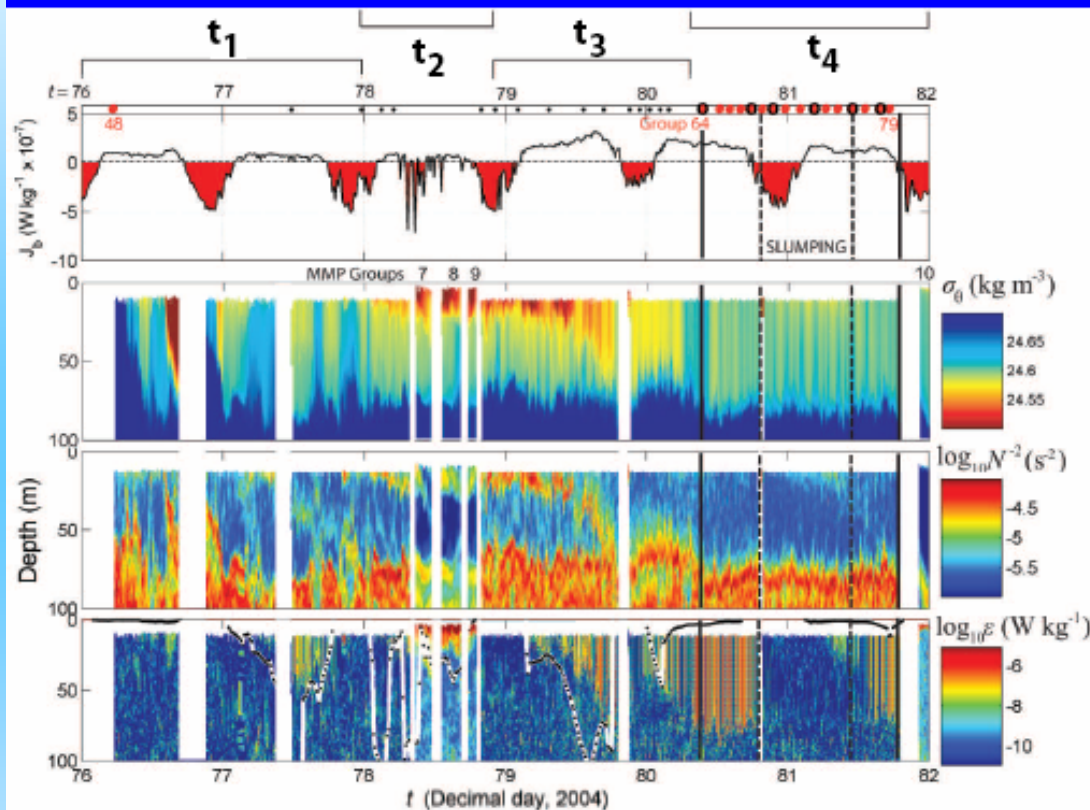 t1 t2 t3 t4
t = 76 77 78 79 80 81 82
48 Group 64 79
5
0
-5
-10
J_b (W kg^-1 × 10^-7)
SLUMPING
MMP Groups 7 8 9 10
0
50
100
σ_θ (kg m^-3)
24.65
24.6
24.55
0
50
100
log10N^-2 (s^-2)
-4.5
-5
-5.5
Depth (m)
0
50
100
log10ε (W kg^-1)
-6
-8
-10
76 77 78 79 80 81 82
t (Decimal day, 2004)